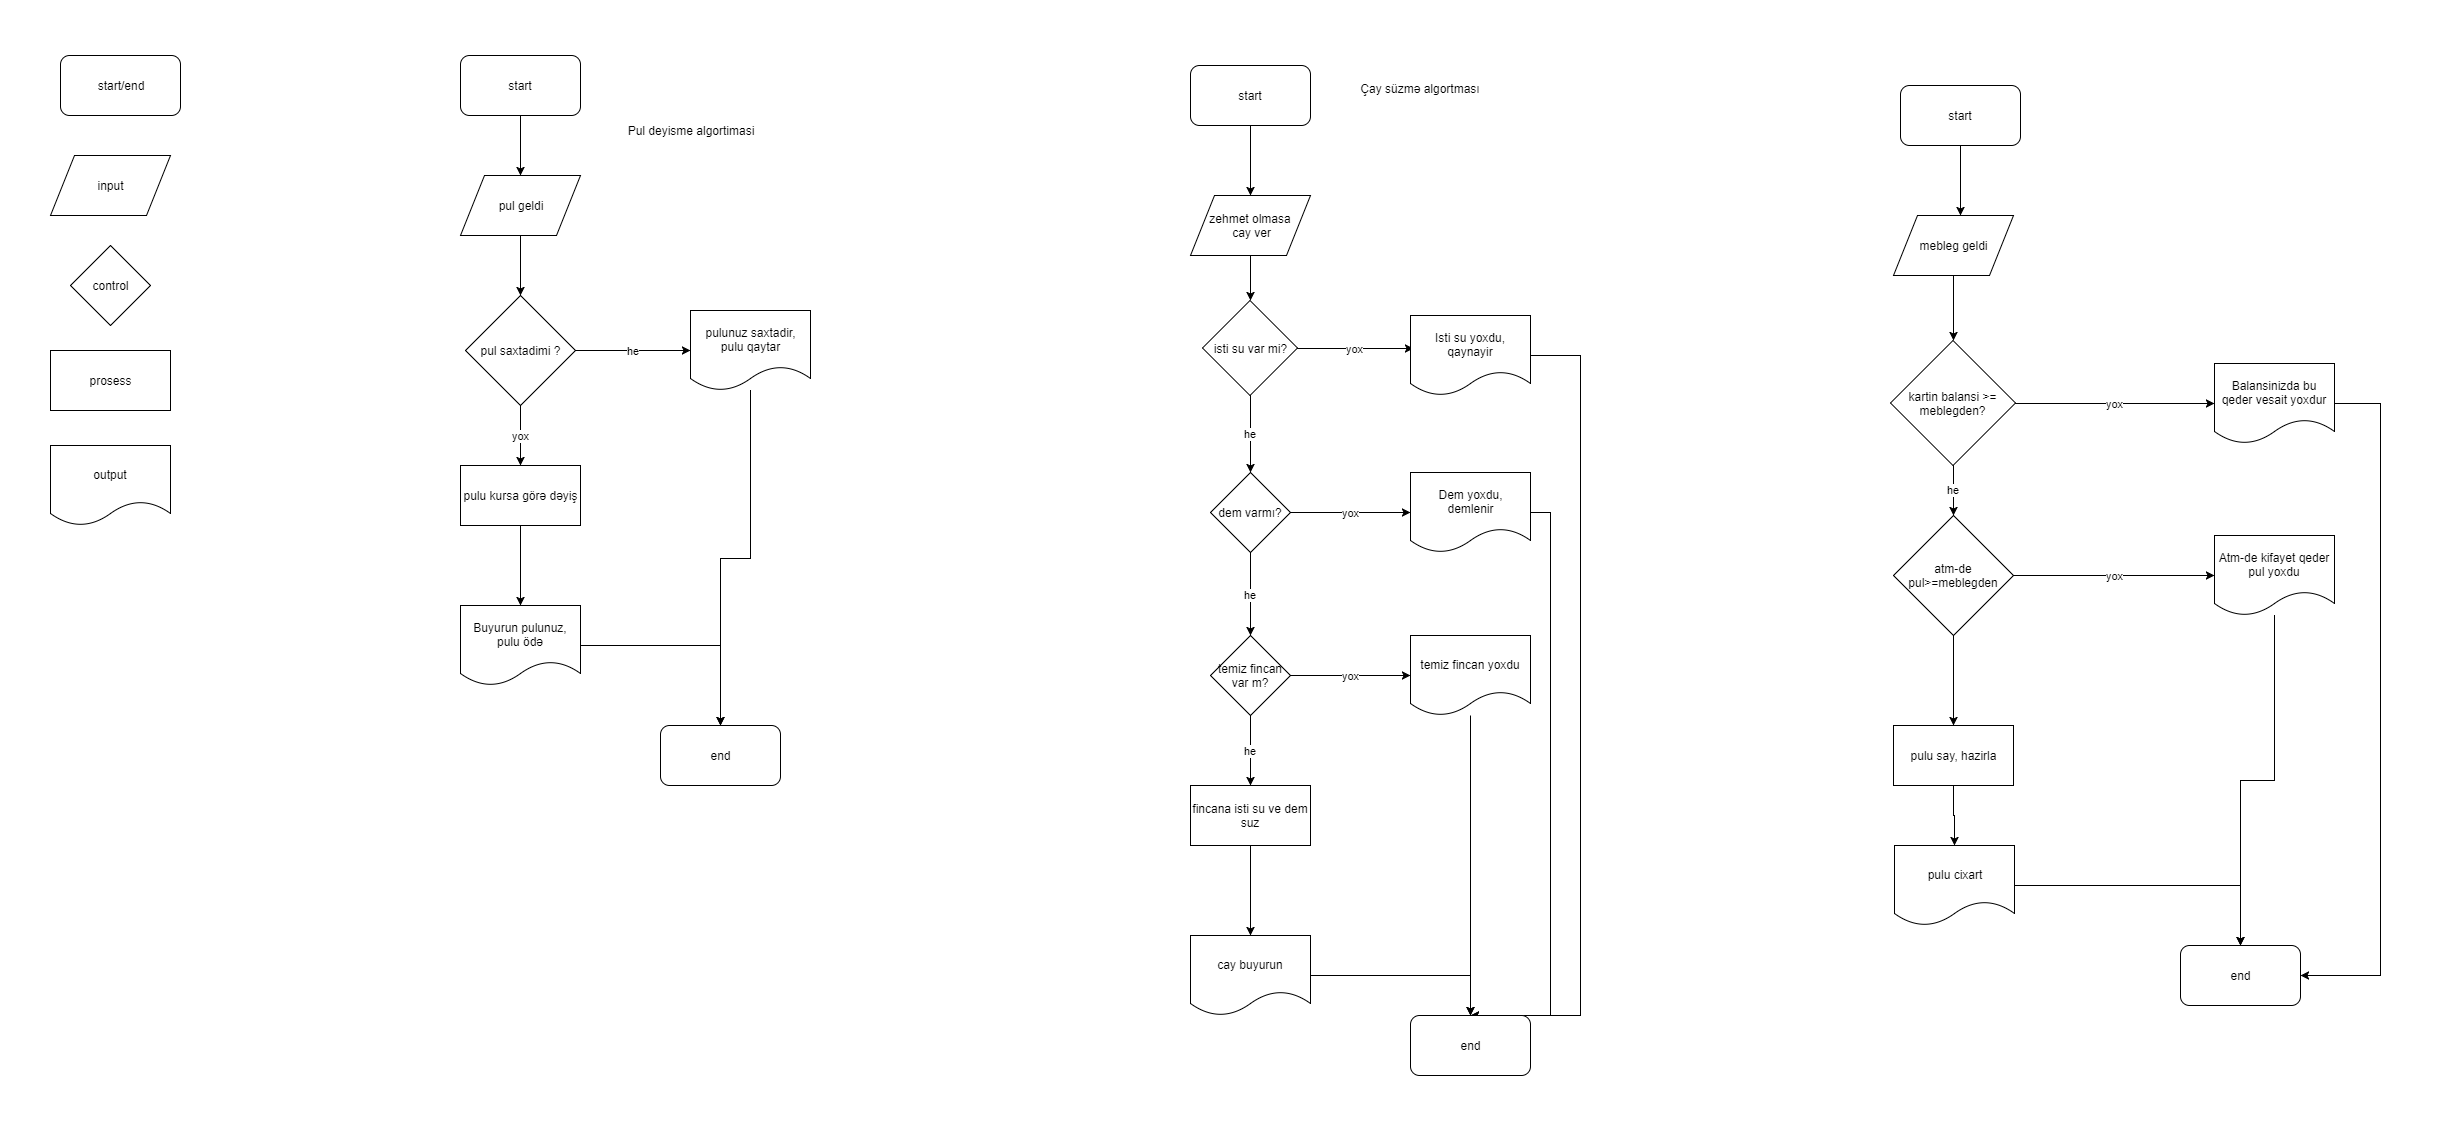 start/end
input
control
prosess
output
start
Pul deyisme algortimasi
pul geldi
pul saxtadimi ?
he
pulunuz saxtadir,
pulu qaytar
yox
pulu kursa görə dəyiş
Buyurun pulunuz,
pulu ödə
end
start
Çay süzmə algortması
zehmet olmasa
cay ver
isti su var mi?
yox
Isti su yoxdu,
qaynayir
he
dem varmı?
yox
Dem yoxdu,
demlenir
he
temiz fincan
var m?
yox
temiz fincan yoxdu
he
fincana isti su ve dem
suz
cay buyurun
end
start
mebleg geldi
kartin balansi >=
meblegden?
yox
Balansinizda bu
qeder vesait yoxdur
he
atm-de
pul>=meblegden
yox
Atm-de kifayet qeder
pul yoxdu
pulu say, hazirla
pulu cixart
end